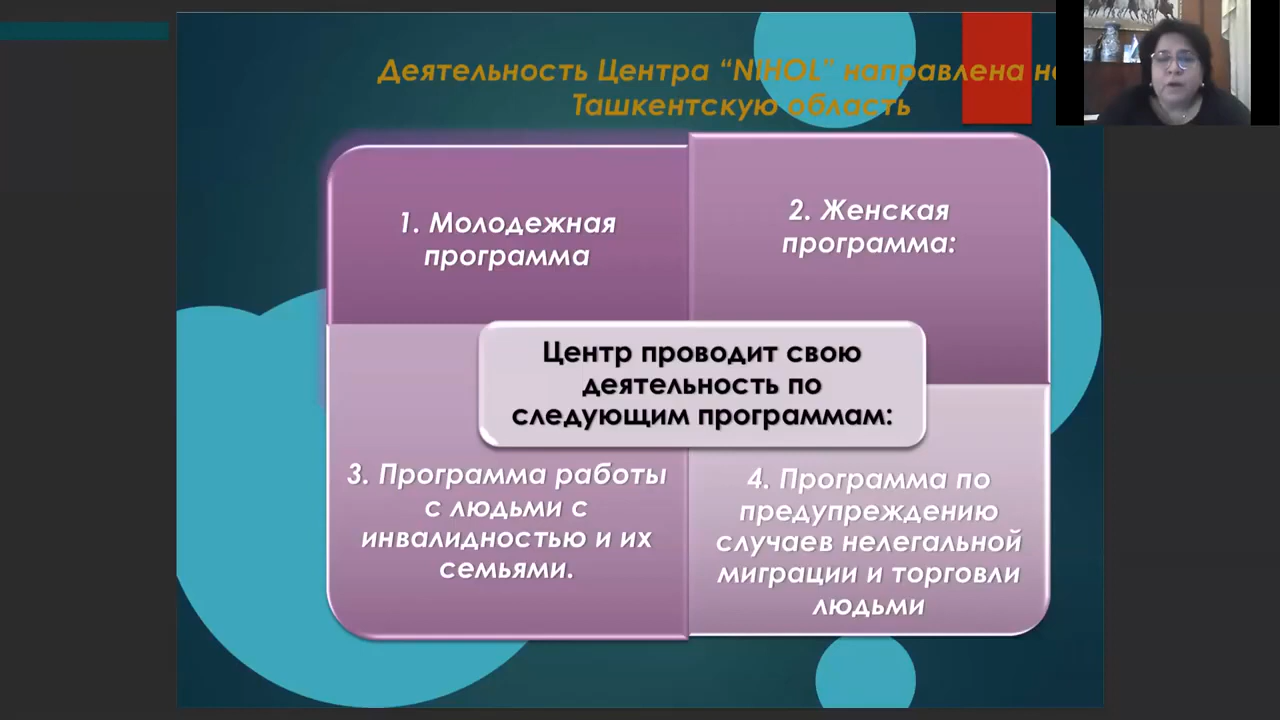 Деятельность Центра “NIHOL” направлена
Ташкентскую область
1. Молодежная
программа
2. Женская
программа:
Центр проводит свою
деятельность по
следующим программам:
3. Программа работы
с людьми с
инвалидностью и их
семьями.
4. Программа по
предупреждению
случаев нелегальной
миграции и торговли
людьми